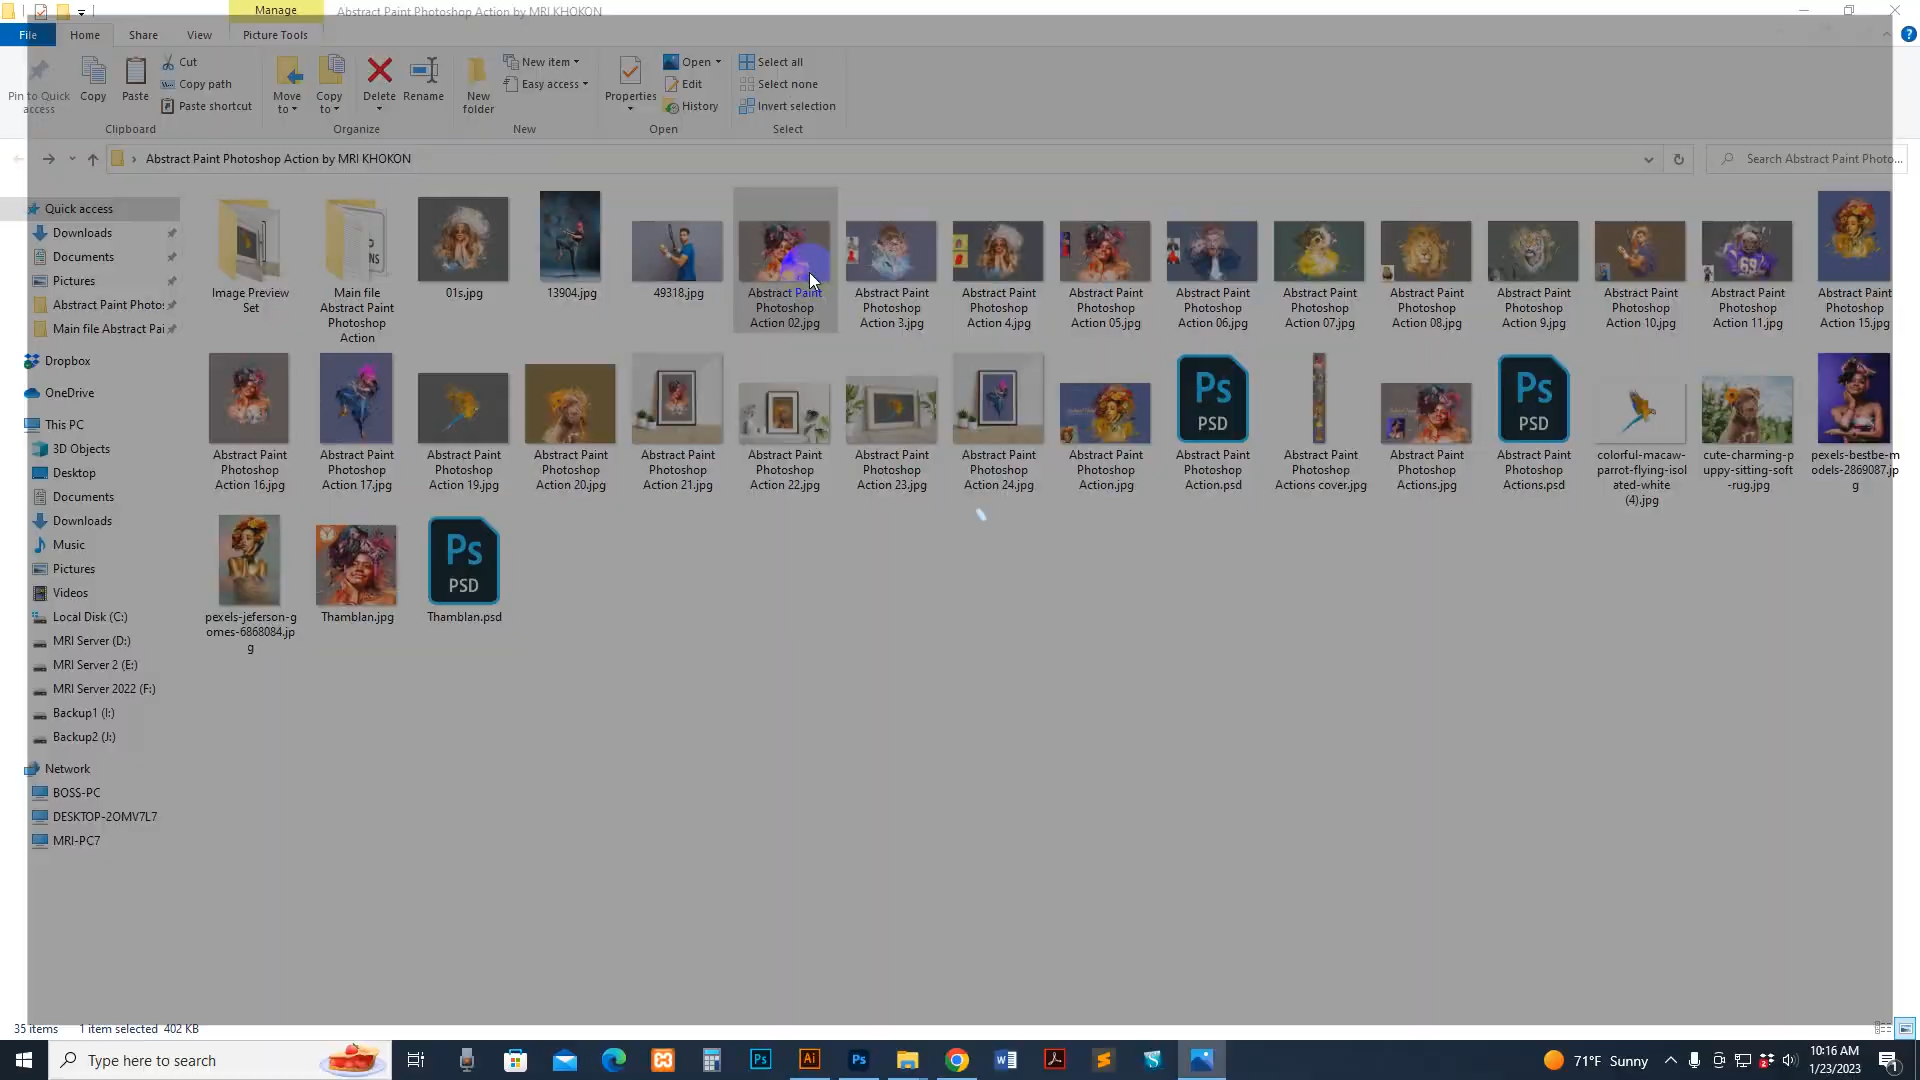 Manage
Abstract Paint Photoshop Action by MRI KHOKON
File
Home
Share
View
Picture Tools
Pin to Quick
access
Copy
Paste
Cut
Copy path
Paste shortcut
Clipboard
Move
to
Copy
to
Delete
Rename
Organize
New
folder
New item
Easy access
New
Properties
Open
Edit
History
Open
Select all
Select none
Invert selection
Select
Abstract Paint Photoshop Action by MRI KHOKON
Search Abstract Paint Photo...
Quick access
Downloads
Documents
Pictures
Abstract Paint Photo:
Main file Abstract Pai
Dropbox
OneDrive
This PC
3D Objects
Desktop
Documents
Downloads
Music
Pictures
Videos
Local Disk (C:)
MRI Server (D:)
MRI Server 2 (E:)
MRI Server 2022 (F:)
Backup1 (I:)
Backup2 (J:)
Network
BOSS-PC
DESKTOP-2OMV7L7
MRI-PC7
Image Preview
Set
Main file
Abstract Paint
Photoshop
Action
01s.jpg
13904.jpg
49318.jpg
Abstract Paint
Photoshop
Action 02.jpg
Abstract Paint
Photoshop
Action 3.jpg
Abstract Paint
Photoshop
Action 4.jpg
Abstract Paint
Photoshop
Action 05.jpg
Abstract Paint
Photoshop
Action 06.jpg
Abstract Paint
Photoshop
Action 07.jpg
Abstract Paint
Photoshop
Action 08.jpg
Abstract Paint
Photoshop
Action 9.jpg
Abstract Paint
Photoshop
Action 10.jpg
69
Abstract Paint
Photoshop
Action 11.jpg
Abstract Paint
Photoshop
Action 15.jpg
Abstract Paint
Photoshop
Action 16.jpg
Abstract Paint
Photoshop
Action 17.jpg
Abstract Paint
Photoshop
Action 19.jpg
Abstract Paint
Photoshop
Action 20.jpg
Abstract Paint
Photoshop
Action 21.jpg
Abstract Paint
Photoshop
Action 22.jpg
Abstract Paint
Photoshop
Action 23.jpg
Abstract Paint
Photoshop
Action 24.jpg
Abstract Paint
Photoshop
Action.jpg
Ps
PSD
Abstract Paint
Photoshop
Action.psd
Abstract Paint
Photoshop
Actions cover.jpg
Abstract Paint
Photoshop
Actions.jpg
Ps
PSD
Abstract Paint
Photoshop
Actions.psd
colorful-macaw-
parrot-flying-isol
ated-white
(4).jpg
cute-charming-p
uppy-sitting-soft
-rug.jpg
pexels-bestbe-m
odels-2869087.jp
g
pexels-jeferson-g
omes-6868084.jp
g
Thamblan.jpg
Ps
PSD
Thamblan.psd
35 items
1 item selected 402 KB
Type here to search
Ps
Ai
Ps
71°F Sunny
10:16 AM
1/23/2023
1